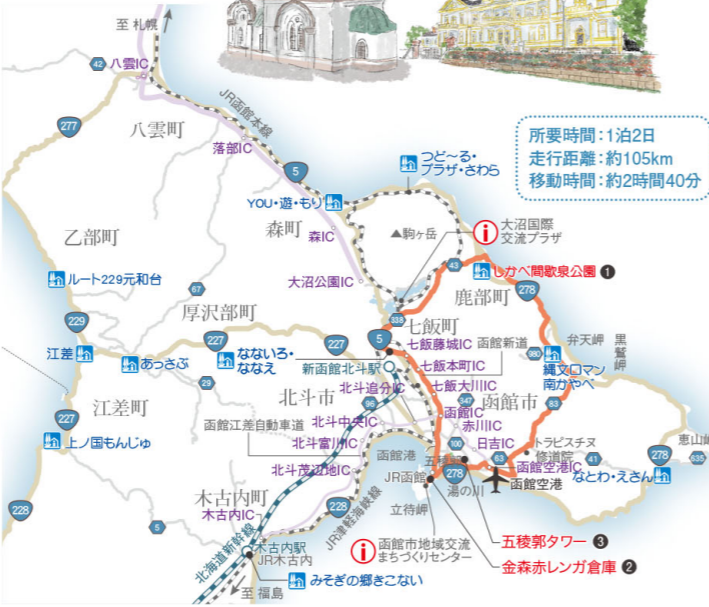 至 札幌
42
八雲IC
277
八雲町
JR函館本線
落部IC
5
所要時間：1泊2日
走行距離：約105km
移動時間：約2時間40分
つど～る・
プラザ・さわら
YOU・遊・もり
森町
森IC
▲駒ヶ岳
大沼国際
交流プラザ
大沼公園IC
43
しかべ間歇泉公園 ❶
鹿部町
278
乙部町
ルート229元和台
67
厚沢部町
229
227
227
5
338
七飯町
江差
あっさぶ
なないろ・
ななえ
新函館北斗駅
七飯藤城IC
函館新道
七飯本町IC
980
弁天岬
黒鷲岬
縄文ロマン
南かやべ
29
江差町
北斗市
北斗追分IC
七飯大川IC
96
347
函館市
83
227
函館江差自動車道
北斗中央IC
函館IC
赤川IC
上ノ国もんじゅ
北斗富川IC
函館港
100
日吉IC
トラピスチヌ
修道院
恵山岬
五稜郭
63
函館空港IC
41
278
635
北斗茂辺地IC
JR函館
278
湯の川
函館空港
なとわ・えさん
228
木古内町
木古内IC
5
228
JR津軽海峡線
立待岬
北海道新幹線
木古内駅
JR木古内
函館市地域交流
まちづくりセンター
五稜郭タワー ❸
金森赤レンガ倉庫 ❷
みそぎの郷きこない
至 福島